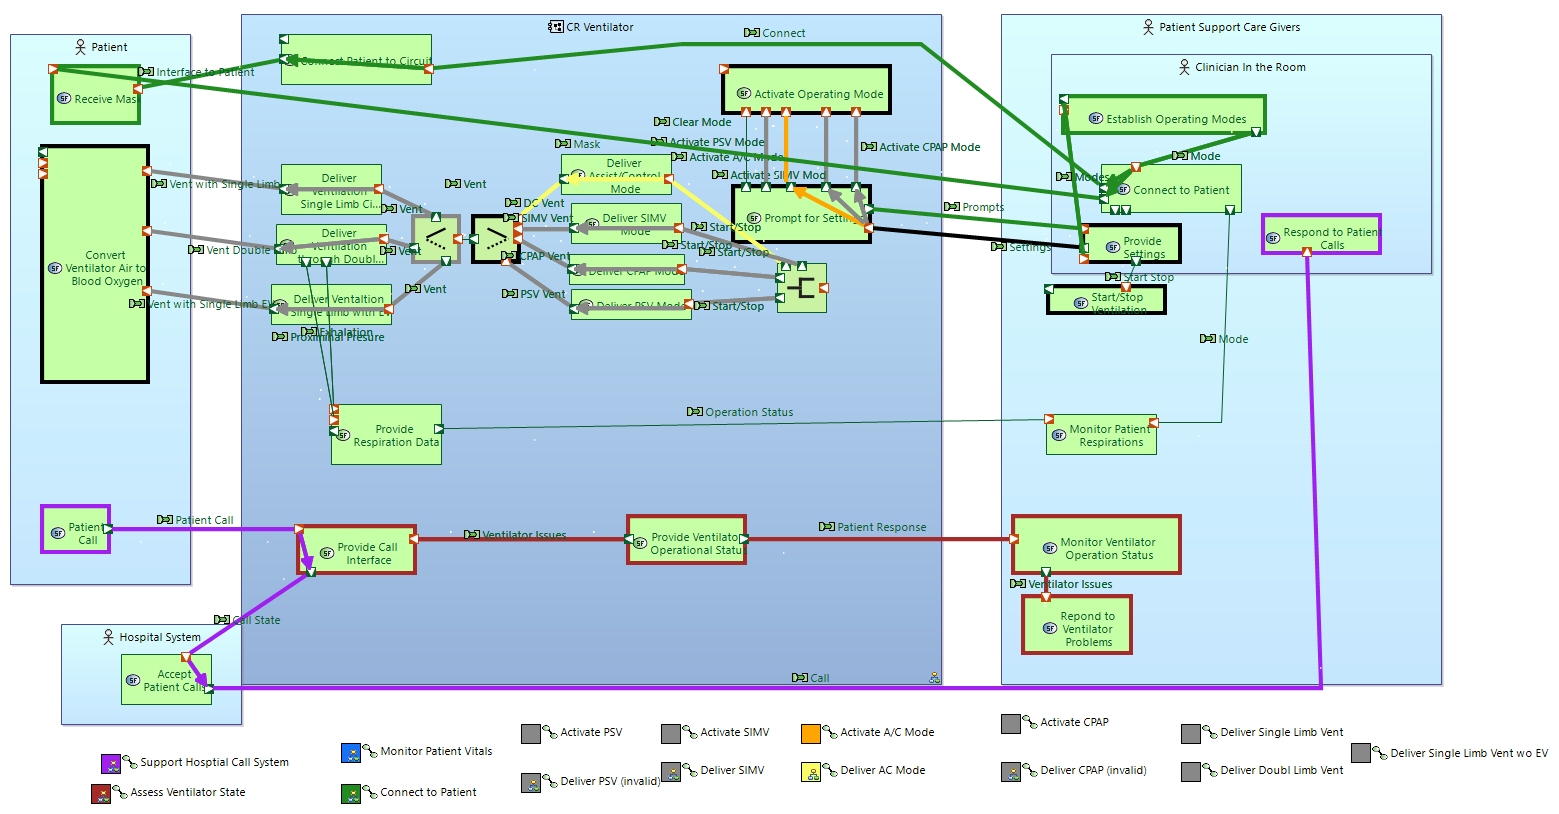 Patient
CR Ventilator
Patient Support Care Givers
Clinician In the Room
Connect
Interface to Patient
Connect Patient to Circuit
Receive Mas
Activate Operating Mode
Establish Operating Modes
Clear Mode
Mask
Activate PSV Mode
Activate A/C Mode
Activate SIMV Mod
Activate CPAP Mode
Mode
Modes
Connect to Patient
Vent with Single Limb
Deliver
Ventilation
Single Limb Ci...
Vent
Deliver
Assist/Control
Mode
Vent
DC Vent
SIMV Vent
Deliver SIMV
Mode
Start/Stop
Prompt for Settin
Prompts
Settings
Provide
Settings
Respond to Patient
Calls
Convert
Ventilator Air to
Blood Oxygen
Vent Double
Deliver
Ventilation
through Doubl...
Vent
CPAP Vent
Deliver CPAP Mod
Start/Stop
Start/Stop
Start Stop
Vent
PSV Vent
Deliver PSV Mode
Start/Stop
Start/Stop
Ventilation
Vent with Single Limb EV
Deliver Ventaltion
Single Limb with E
Exhalation
Proximinal Presure
Mode
Provide
Respiration Data
Operation Status
Monitor Patient
Respirations
Patient
Call
Patient Call
Provide Call
Interface
Ventilator Issues
Provide Ventilato
Operational Statu
Patient Response
Monitor Ventilator
Operation Status
Ventilator Issues
Repond to
Ventilator
Problems
Call State
Hospital System
Accept
Patient Call
Call
Support Hosptial Call System
Assess Ventilator State
Monitor Patient Vitals
Connect to Patient
Activate PSV
Deliver PSV (invalid)
Activate SIMV
Deliver SIMV
Activate A/C Mode
Deliver AC Mode
Activate CPAP
Deliver CPAP (invalid)
Deliver Single Limb Vent
Deliver Doubl Limb Vent
Deliver Single Limb Vent wo EV